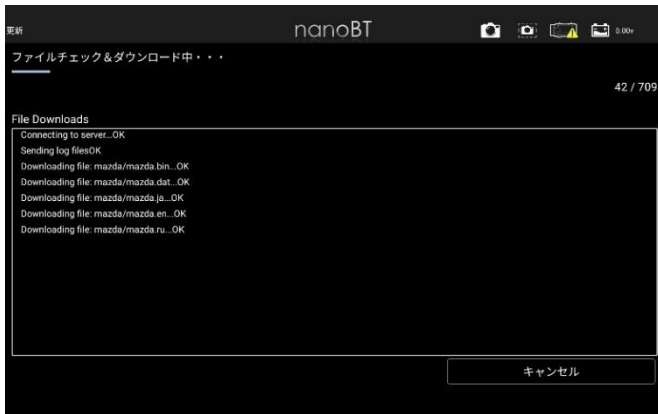 更新
nanoBT
0.00v
ファイルチェック＆ダウンロード中・・・
42 / 709
File Downloads
Connecting to server...OK
Sending log filesOK
Downloading file: mazda/mazda.bin...OK
Downloading file: mazda/mazda.dat...OK
Downloading file: mazda/mazda.ja...OK
Downloading file: mazda/mazda.en...OK
Downloading file: mazda/mazda.ru...OK
キャンセル